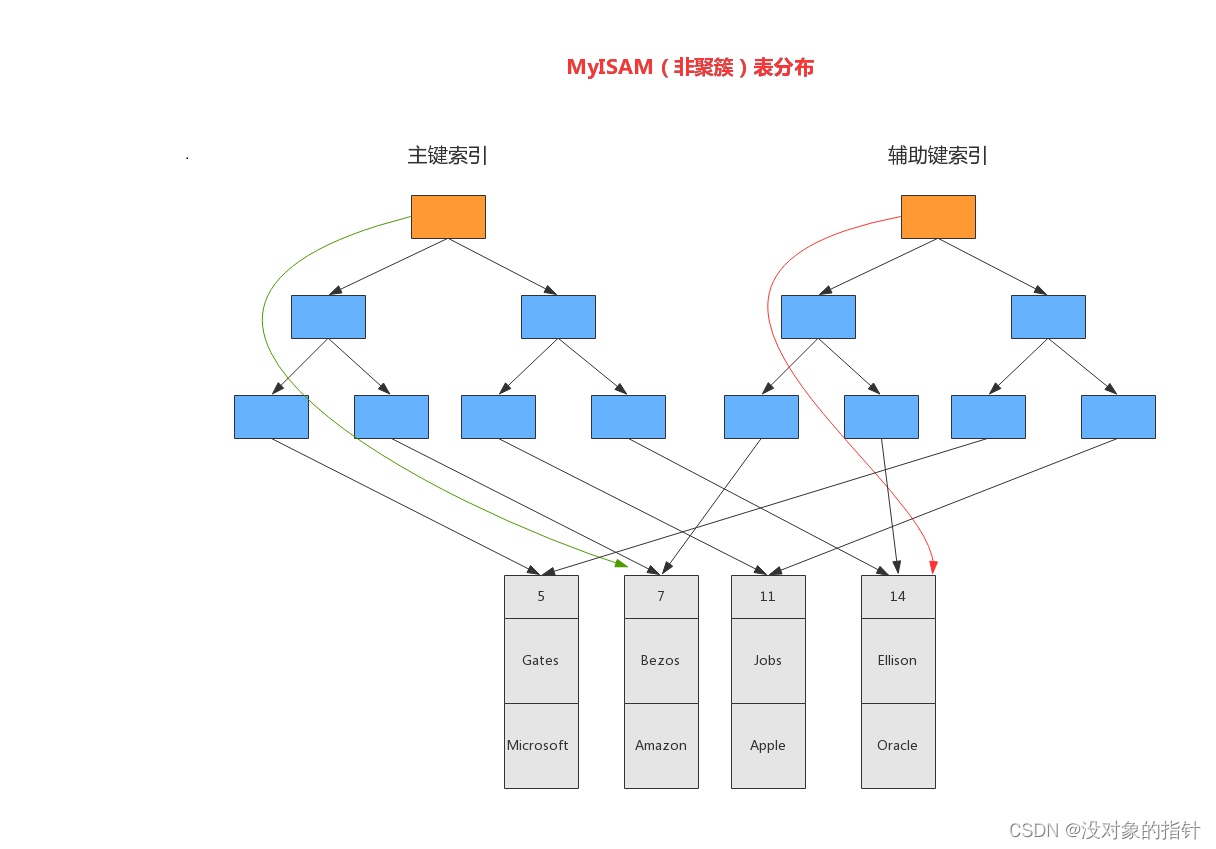 MyISAM（非聚簇）表分布
主键索引
辅助键索引
5
7
11
14
Gates
Bezos
Jobs
Ellison
Microsoft
Amazon
Apple
Oracle
CSDN @没对象的指针